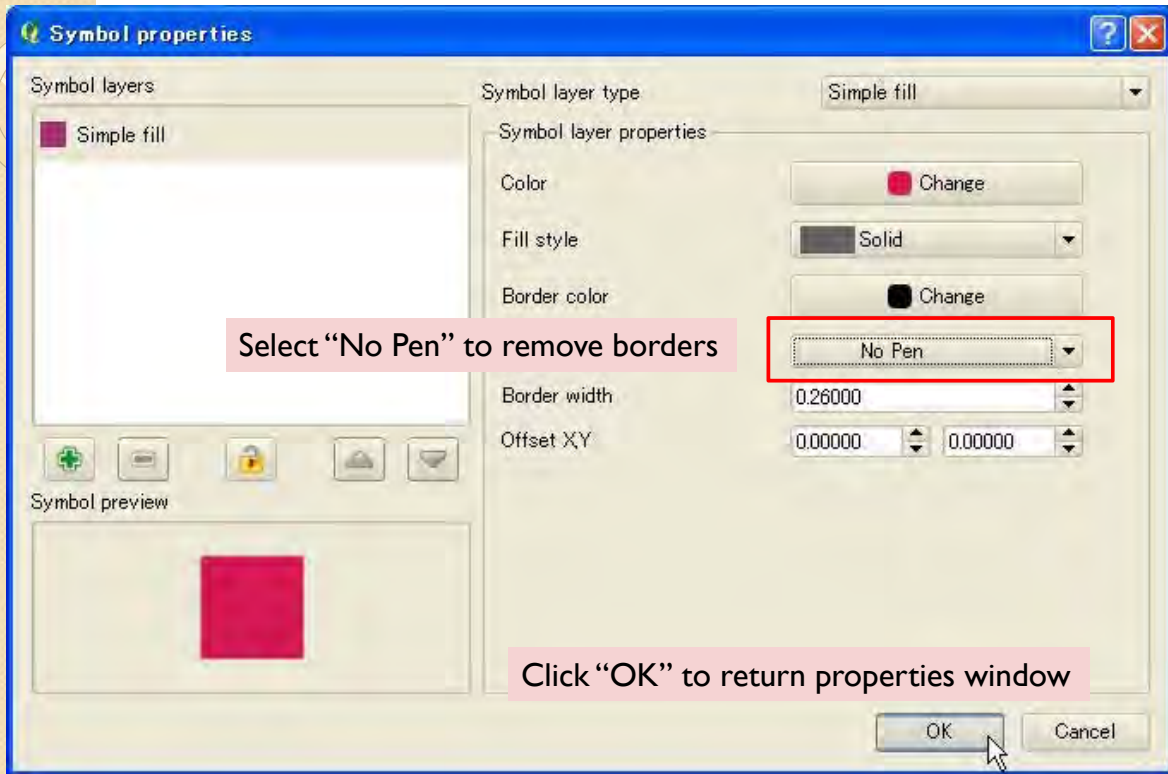 Symbol properties
Symbol layers
Simple fill
Symbol layer type
Simple fill
Symbol layer properties
Color
Change
Fill style
Solid
Border color
Change
Select “No Pen” to remove borders
No Pen
Border width
0.26000
Offset X,Y
0.00000
0.00000
Symbol preview
Click “OK” to return properties window
OK
Cancel